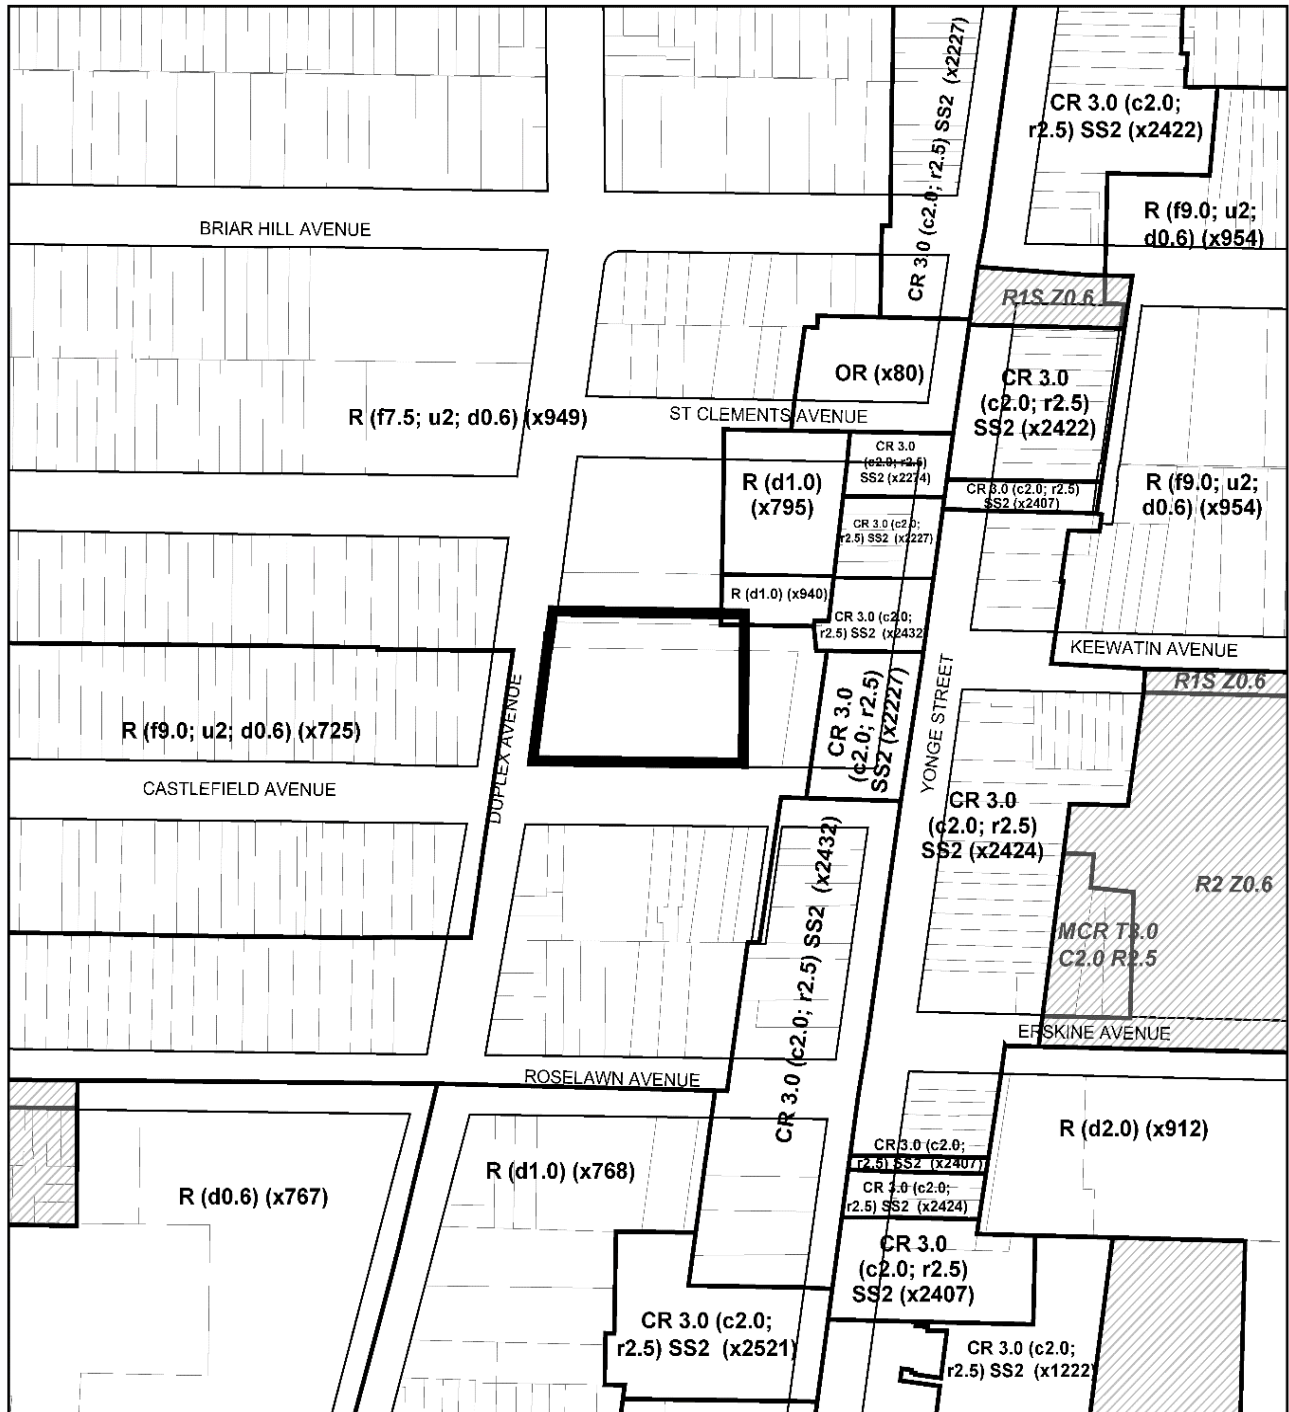 CR 3.0 (c2.0; r2.5) SS2 (x2227)
CR 3.0 (c2.0;
r2.5) SS2 (x2422)
R (f9.0; u2;
d0.6) (x954)
BRIAR HILL AVENUE
R1S Z0.6
OR (x80)
CR 3.0
(c2.0; r2.5)
SS2 (x2422)
R (f7.5; u2; d0.6) (x949)
ST CLEMENTS AVENUE
CR 3.0
(c2.0; r2.5)
SS2 (x2274)
R (d1.0)
(x795)
CR 3.0 (c2.0; r2.5)
SS2 (x2407)
R (f9.0; u2;
d0.6) (x954)
CR 3.0 (c2.0;
r2.5) SS2 (x2227)
R (d1.0) (x940)
CR 3.0 (c2.0;
r2.5) SS2 (x2432)
KEEWATIN AVENUE
R1S Z0.6
R (f9.0; u2; d0.6) (x725)
DUPLEX AVENUE
CR 3.0
(c2.0; r2.5)
SS2 (x2227)
YONGE STREET
CASTLEFIELD AVENUE
CR 3.0
(c2.0; r2.5)
SS2 (x2424)
CR 3.0 (c2.0; r2.5) SS2 (x2432)
R2 Z0.6
MCR T3.0
C2.0 R2.5
ERSKINE AVENUE
ROSELAWN AVENUE
R (d2.0) (x912)
CR 3.0 (c2.0;
r2.5) SS2 (x2407)
R (d1.0) (x768)
R (d0.6) (x767)
CR 3.0 (c2.0;
r2.5) SS2 (x2424)
CR 3.0
(c2.0; r2.5)
SS2 (x2407)
CR 3.0 (c2.0;
r2.5) SS2 (x2521)
CR 3.0 (c2.0;
r2.5) SS2 (x1222)